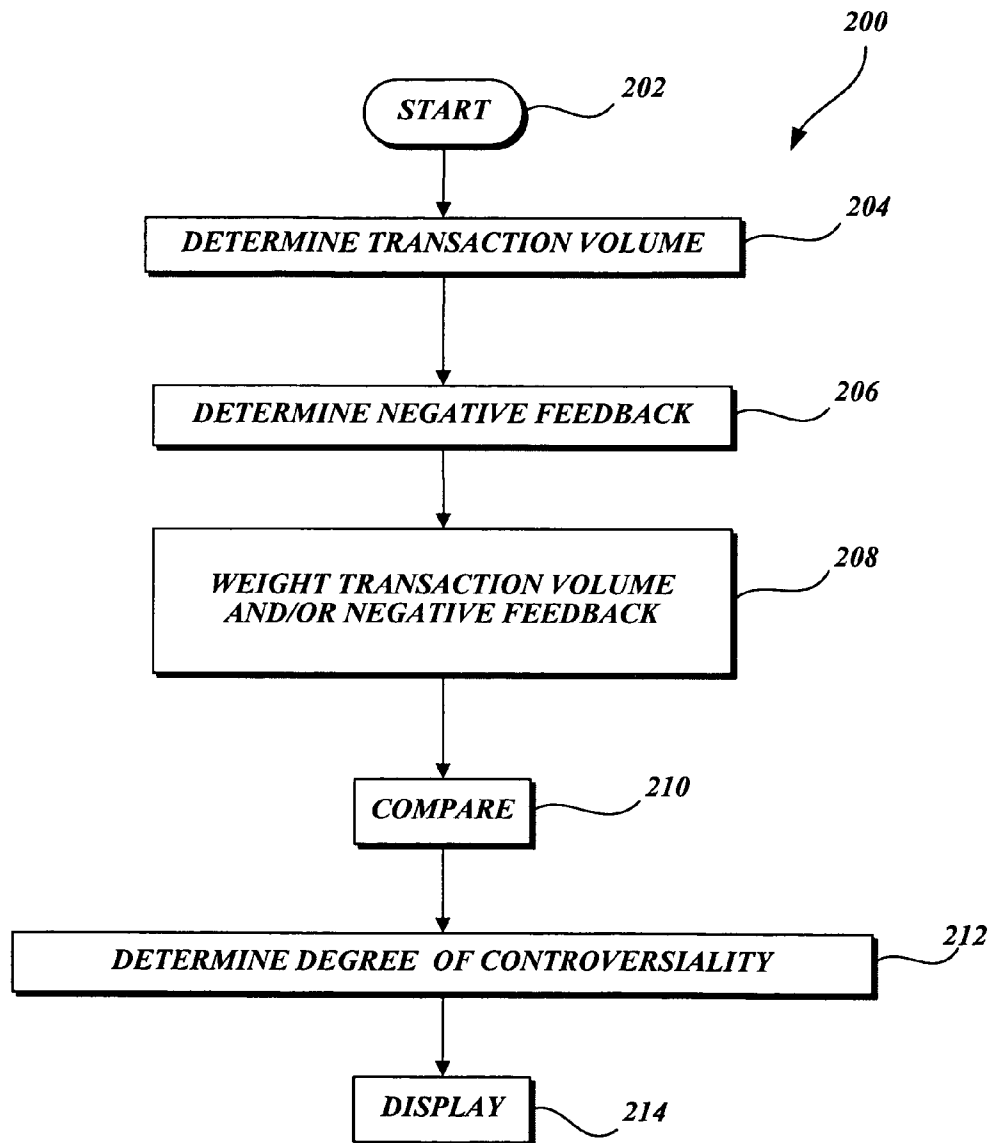 200
START
202
DETERMINE TRANSACTION VOLUME
204
DETERMINE NEGATIVE FEEDBACK
206
WEIGHT TRANSACTION VOLUME
AND/OR NEGATIVE FEEDBACK
208
COMPARE
210
DETERMINE DEGREE OF CONTROVERSIALITY
212
DISPLAY
214